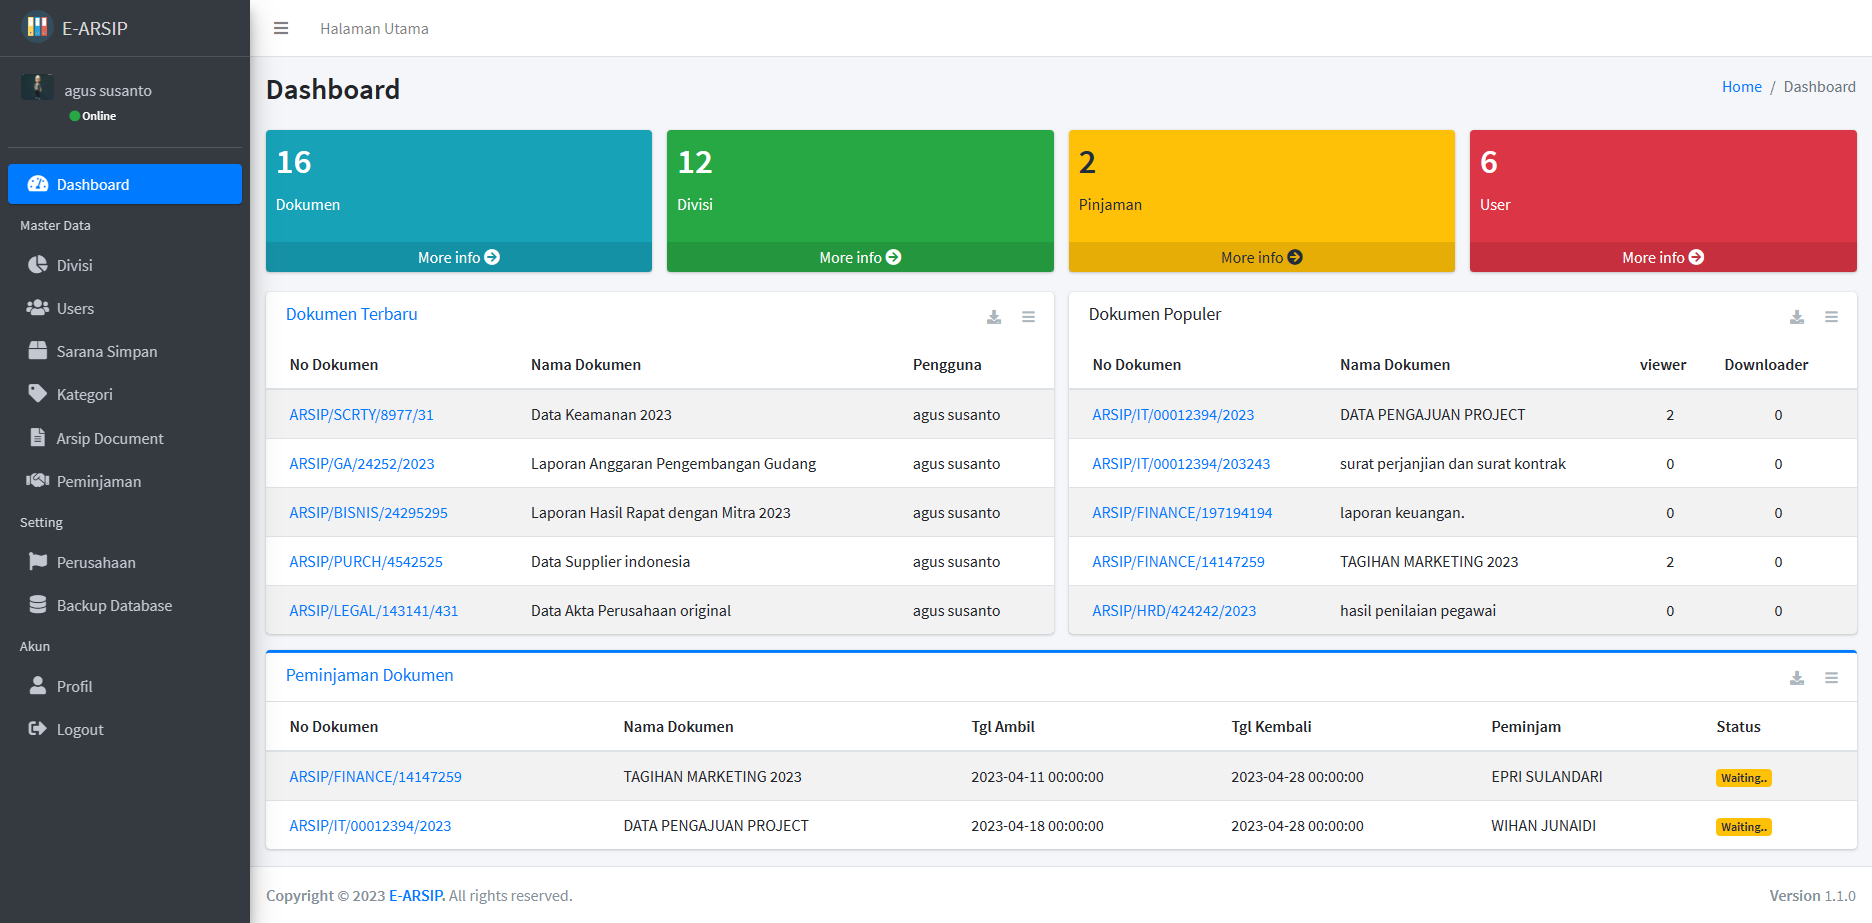 E-ARSIP
agus susanto
Online
Dashboard
Master Data
Divisi
Users
Sarana Simpan
Kategori
Arsip Document
Peminjaman
Setting
Perusahaan
Backup Database
Akun
Profil
Logout
Halaman Utama
Dashboard
Home / Dashboard
16
Dokumen
More info
12
Divisi
More info
2
Pinjaman
More info
6
User
More info
Dokumen Terbaru
No Dokumen Nama Dokumen Pengguna
ARSIP/SCRTY/8977/31 Data Keamanan 2023 agus susanto
ARSIP/GA/24252/2023 Laporan Anggaran Pengembangan Gudang agus susanto
ARSIP/BISNIS/24295295 Laporan Hasil Rapat dengan Mitra 2023 agus susanto
ARSIP/PURCH/4542525 Data Supplier indonesia agus susanto
ARSIP/LEGAL/143141/431 Data Akta Perusahaan original agus susanto
Dokumen Populer
No Dokumen Nama Dokumen viewer Downloader
ARSIP/IT/00012394/2023 DATA PENGAJUAN PROJECT 2 0
ARSIP/IT/00012394/203243 surat perjanjian dan surat kontrak 0 0
ARSIP/FINANCE/197194194 laporan keuangan. 0 0
ARSIP/FINANCE/14147259 TAGIHAN MARKETING 2023 2 0
ARSIP/HRD/424242/2023 hasil penilaian pegawai 0 0
Peminjaman Dokumen
No Dokumen Nama Dokumen Tgl Ambil Tgl Kembali Peminjam Status
ARSIP/FINANCE/14147259 TAGIHAN MARKETING 2023 2023-04-11 00:00:00 2023-04-28 00:00:00 EPRI SULANDARI Waiting..
ARSIP/IT/00012394/2023 DATA PENGAJUAN PROJECT 2023-04-18 00:00:00 2023-04-28 00:00:00 WIHAN JUNAIDI Waiting..
Copyright © 2023 E-ARSIP. All rights reserved.
Version 1.1.0